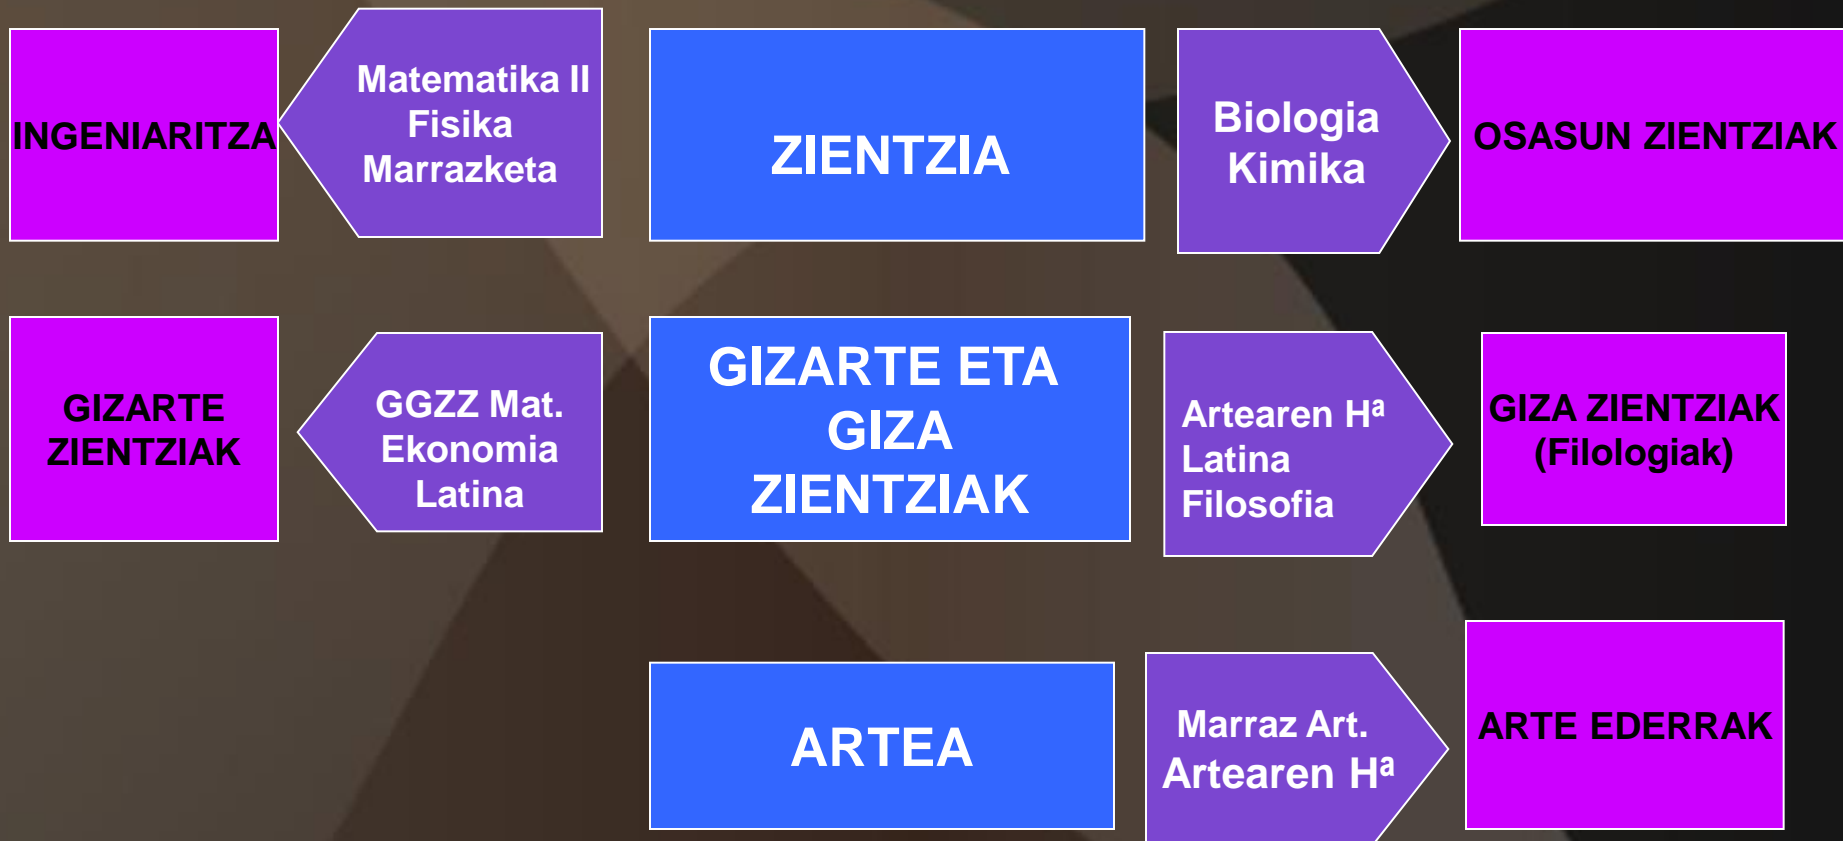 INGENIARITZA
Matematika II
Fisika
Marrazketa
ZIENTZIA
Biologia
Kimika
OSASUN ZIENTZIAK
GIZARTE
ZIENTZIAK
GGZZ Mat.
Ekonomia
Latina
GIZARTE ETA
GIZA
ZIENTZIAK
Artearen Hª
Latina
Filosofia
GIZA ZIENTZIAK
(Filologiak)
ARTEA
Marraz Art.
Artearen Hª
ARTE EDERRAK